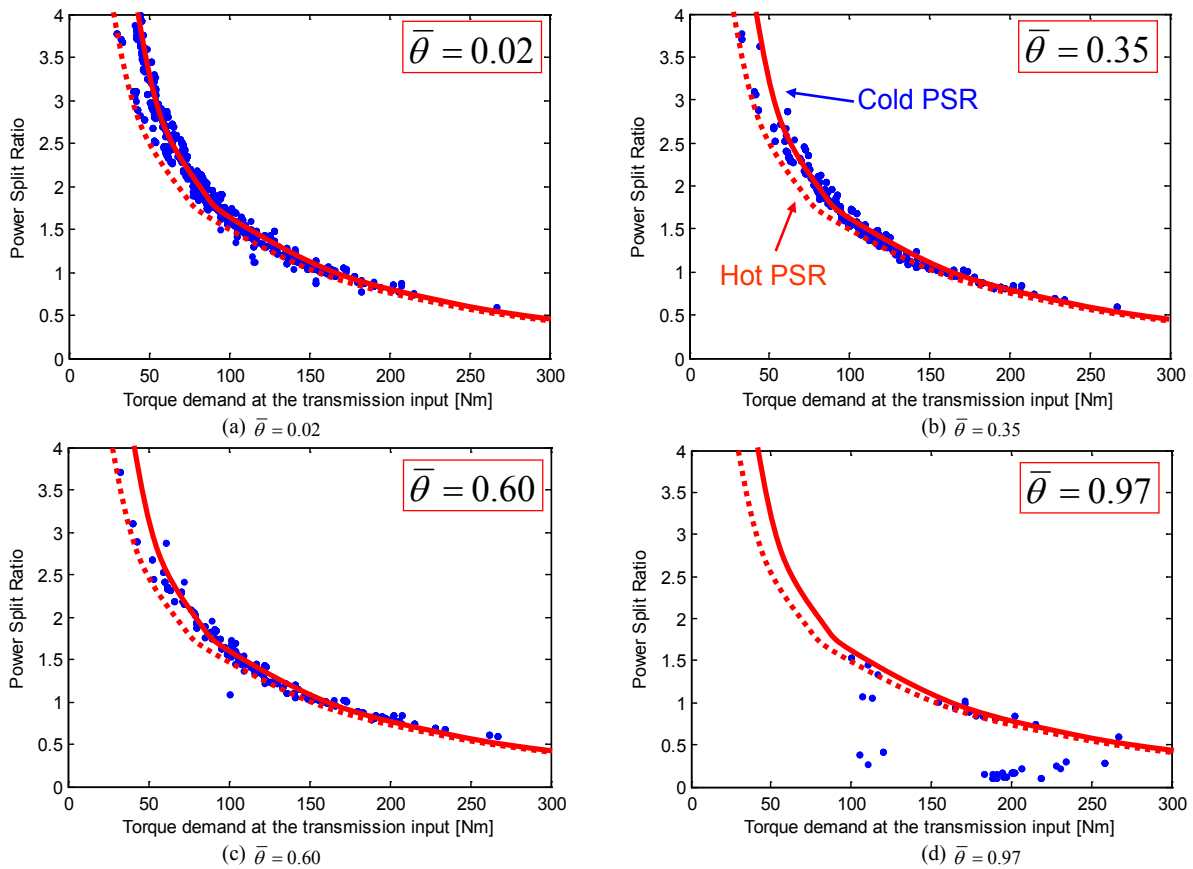 θ̅ = 0.02
Power Split Ratio
4
3.5
3
2.5
2
1.5
1
0.5
0
0 50 100 150 200 250 300
Torque demand at the transmission input [Nm]
(a) θ̅ = 0.02
θ̅ = 0.35
Cold PSR
Hot PSR
Power Split Ratio
4
3.5
3
2.5
2
1.5
1
0.5
0
0 50 100 150 200 250 300
Torque demand at the transmission input [Nm]
(b) θ̅ = 0.35
θ̅ = 0.60
Power Split Ratio
4
3.5
3
2.5
2
1.5
1
0.5
0
0 50 100 150 200 250 300
Torque demand at the transmission input [Nm]
(c) θ̅ = 0.60
θ̅ = 0.97
Power Split Ratio
4
3.5
3
2.5
2
1.5
1
0.5
0
0 50 100 150 200 250 300
Torque demand at the transmission input [Nm]
(d) θ̅ = 0.97